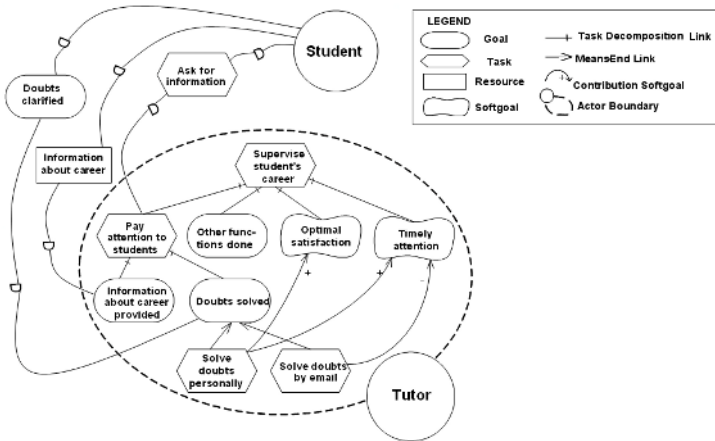 Student
Ask for
information
Doubts
clarified
Information
about career
Supervise
student's
career
Pay
attention to
students
Other func-
tions done
Optimal
satisfaction
Timely
attention
+
+
-
Information
about career
provided
Doubts solved
Solve
doubts
personally
Solve doubts
by email
Tutor
LEGEND
Goal
Task
Resource
Softgoal
Task Decomposition Link
MeansEnd Link
+
Contribution Softgoal
Actor Boundary